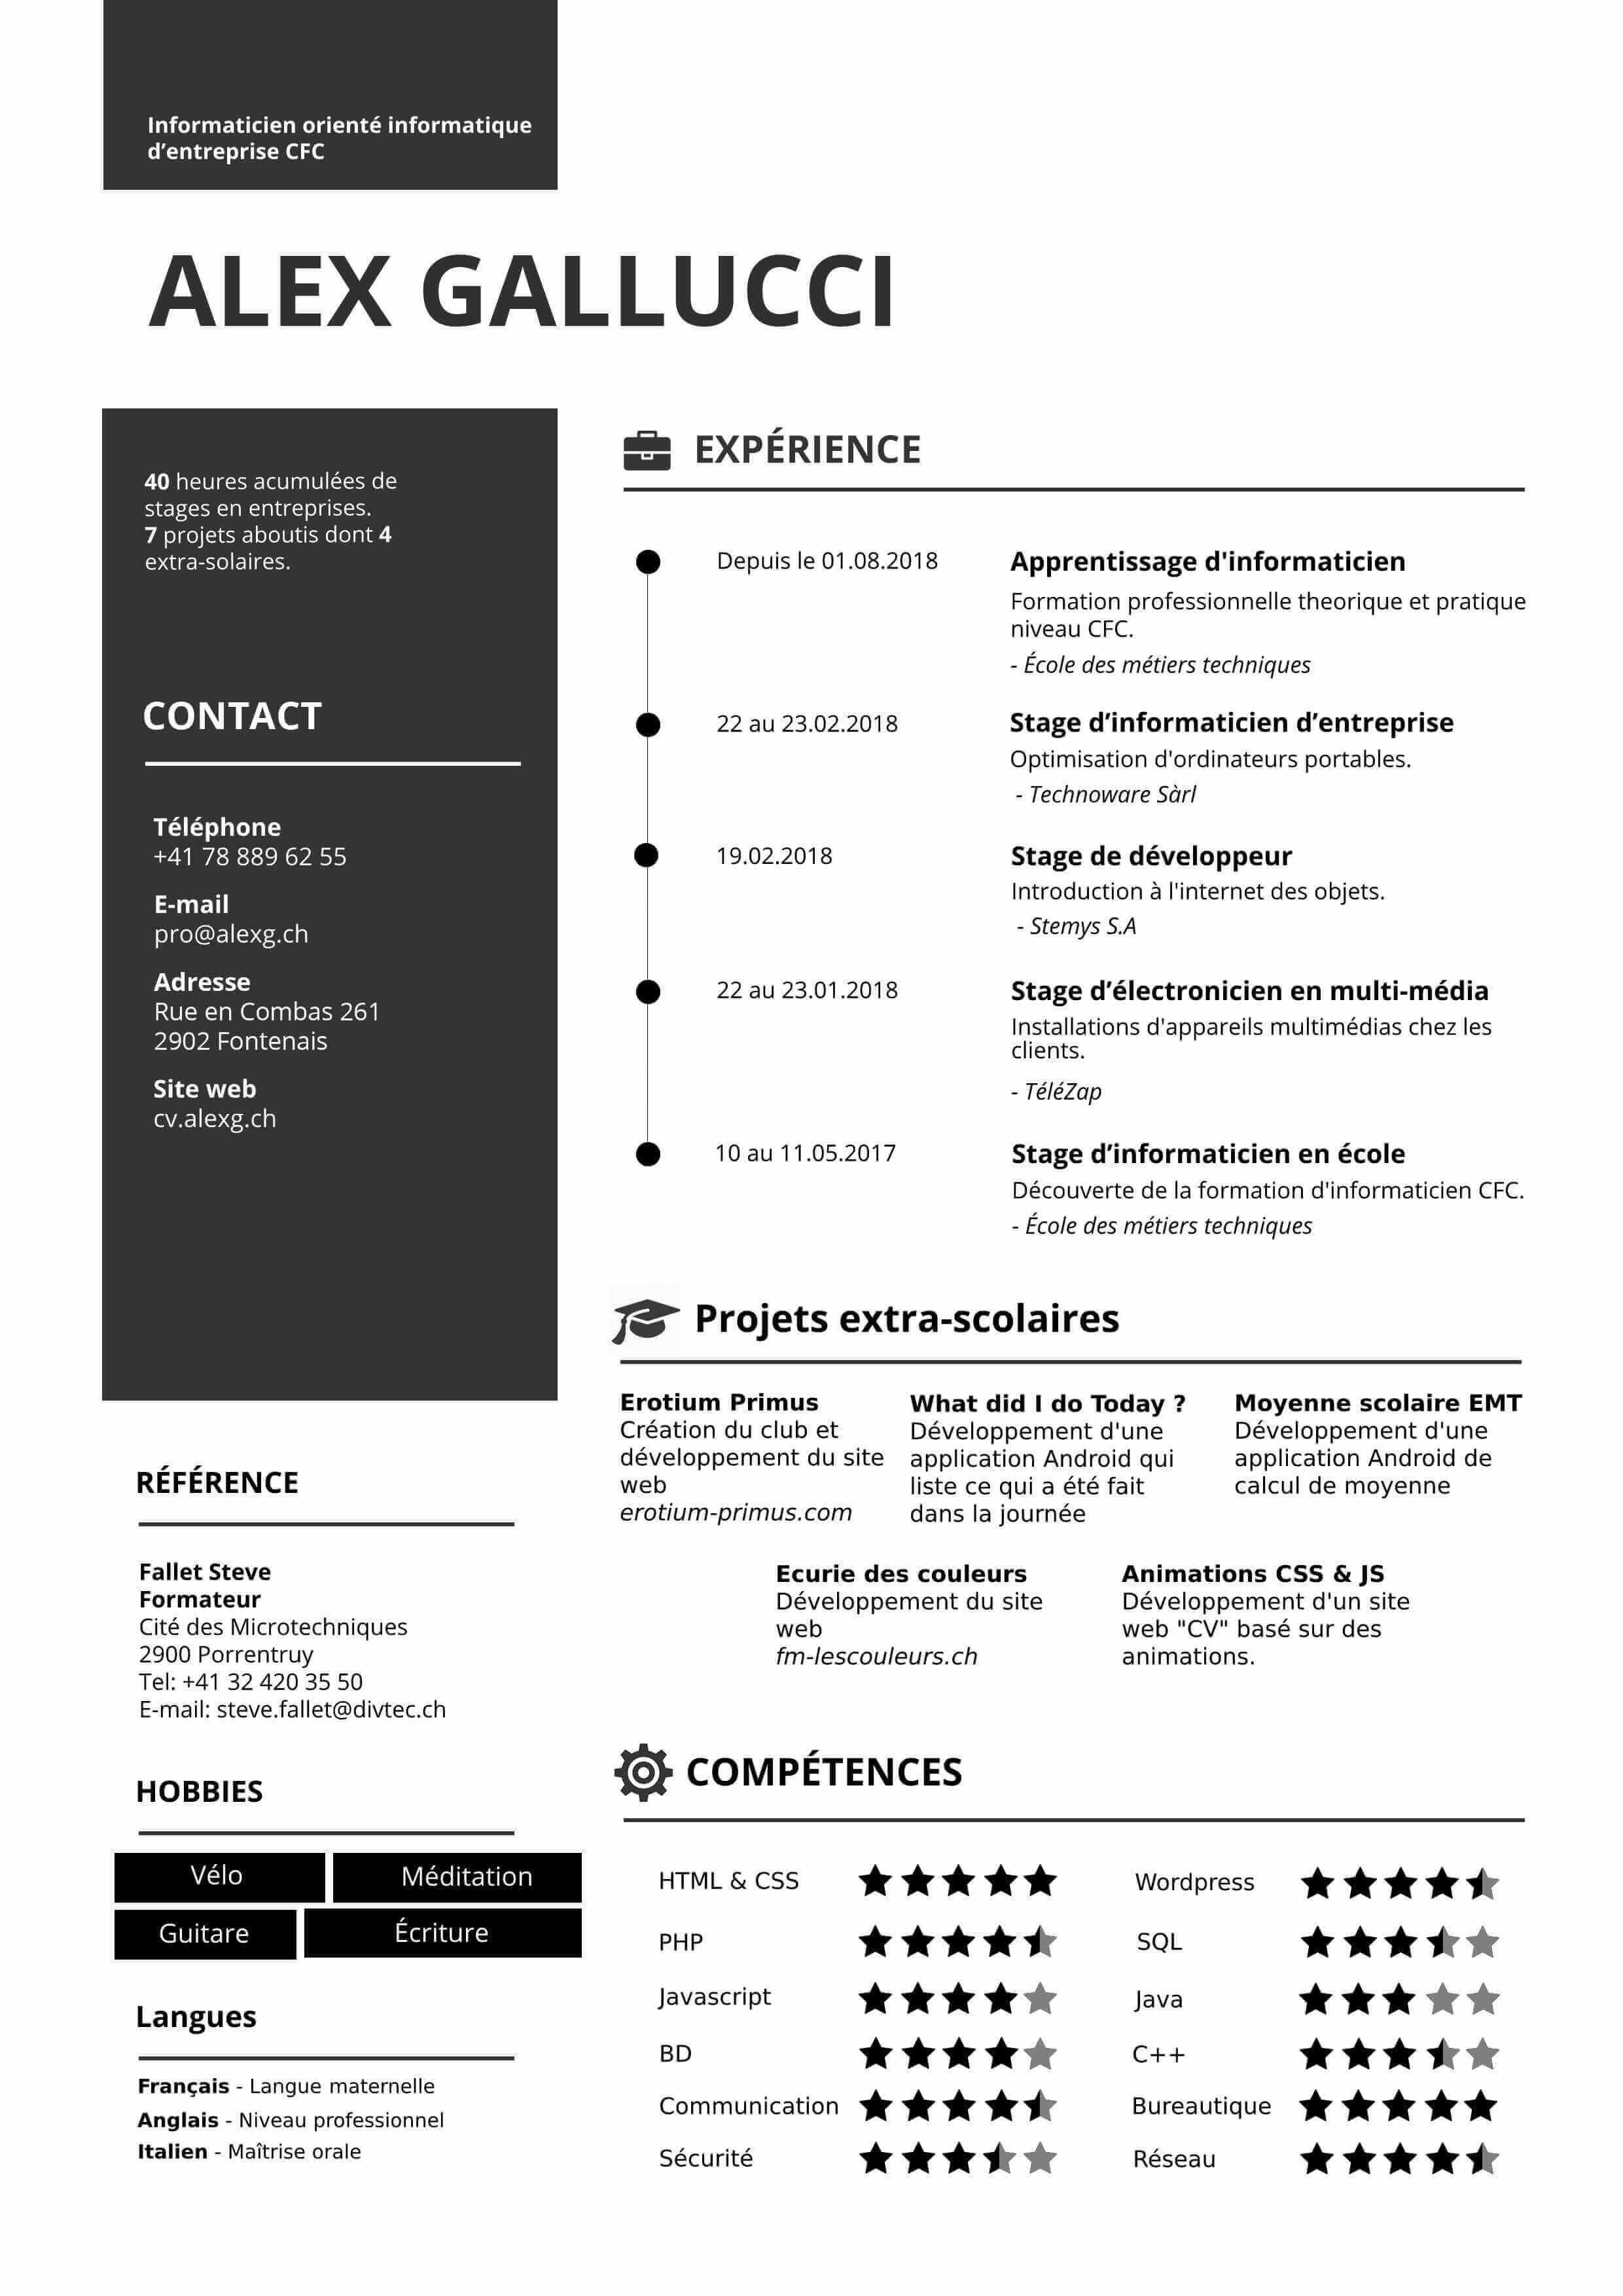 Informaticien orienté informatique
d’entreprise CFC
ALEX GALLUCCI
40 heures acumulées de
stages en entreprises.
7 projets aboutis dont 4
extra-solaires.
CONTACT
Téléphone
+41 78 889 62 55
E-mail
pro@alexg.ch
Adresse
Rue en Combas 261
2902 Fontenais
Site web
cv.alexg.ch
RÉFÉRENCE
Fallet Steve
Formateur
Cité des Microtechniques
2900 Porrentruy
Tel: +41 32 420 35 50
E-mail: steve.fallet@divtec.ch
HOBBIES
Vélo
Méditation
Guitare
Écriture
Langues
Français - Langue maternelle
Anglais - Niveau professionnel
Italien - Maîtrise orale
EXPÉRIENCE
Depuis le 01.08.2018
Apprentissage d'informaticien
Formation professionnelle theorique et pratique
niveau CFC.
- École des métiers techniques
22 au 23.02.2018
Stage d’informaticien d’entreprise
Optimisation d'ordinateurs portables.
- Technoware Sàrl
19.02.2018
Stage de développeur
Introduction à l'internet des objets.
- Stemys S.A
22 au 23.01.2018
Stage d’électronicien en multi-média
Installations d'appareils multimédias chez les
clients.
- TéléZap
10 au 11.05.2017
Stage d’informaticien en école
Découverte de la formation d'informaticien CFC.
- École des métiers techniques
Projets extra-scolaires
Erotium Primus
Création du club et
développement du site
web
erotium-primus.com
What did I do Today ?
Développement d'une
application Android qui
liste ce qui a été fait
dans la journée
Moyenne scolaire EMT
Développement d'une
application Android de
calcul de moyenne
Ecurie des couleurs
Développement du site
web
fm-lescouleurs.ch
Animations CSS & JS
Développement d'un site
web "CV" basé sur des
animations.
COMPÉTENCES
HTML & CSS
PHP
Javascript
BD
Communication
Sécurité
Wordpress
SQL
Java
C++
Bureautique
Réseau